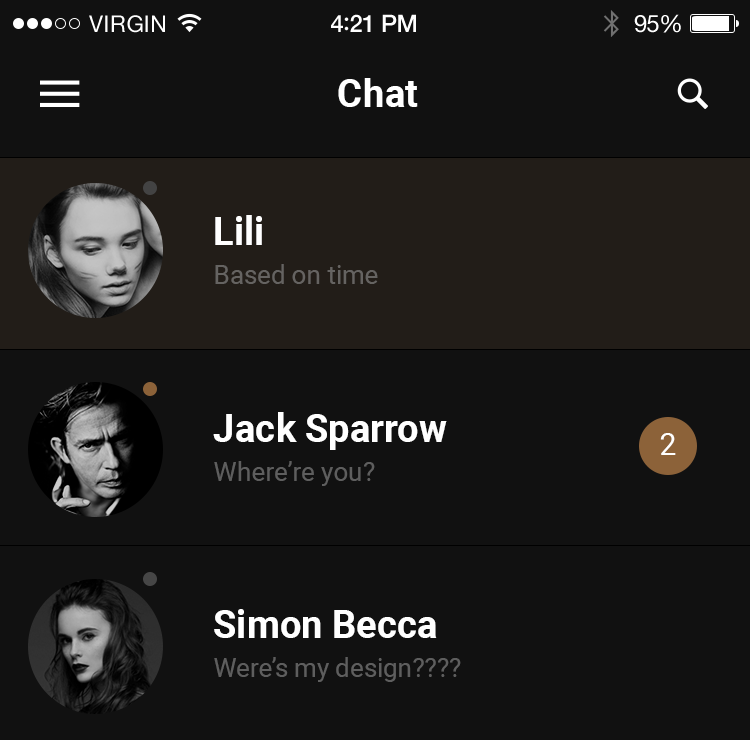 VIRGIN 4:21 PM 95%
Chat
Lili
Based on time
Jack Sparrow
Where’re you?
2
Simon Becca
Were’s my design????